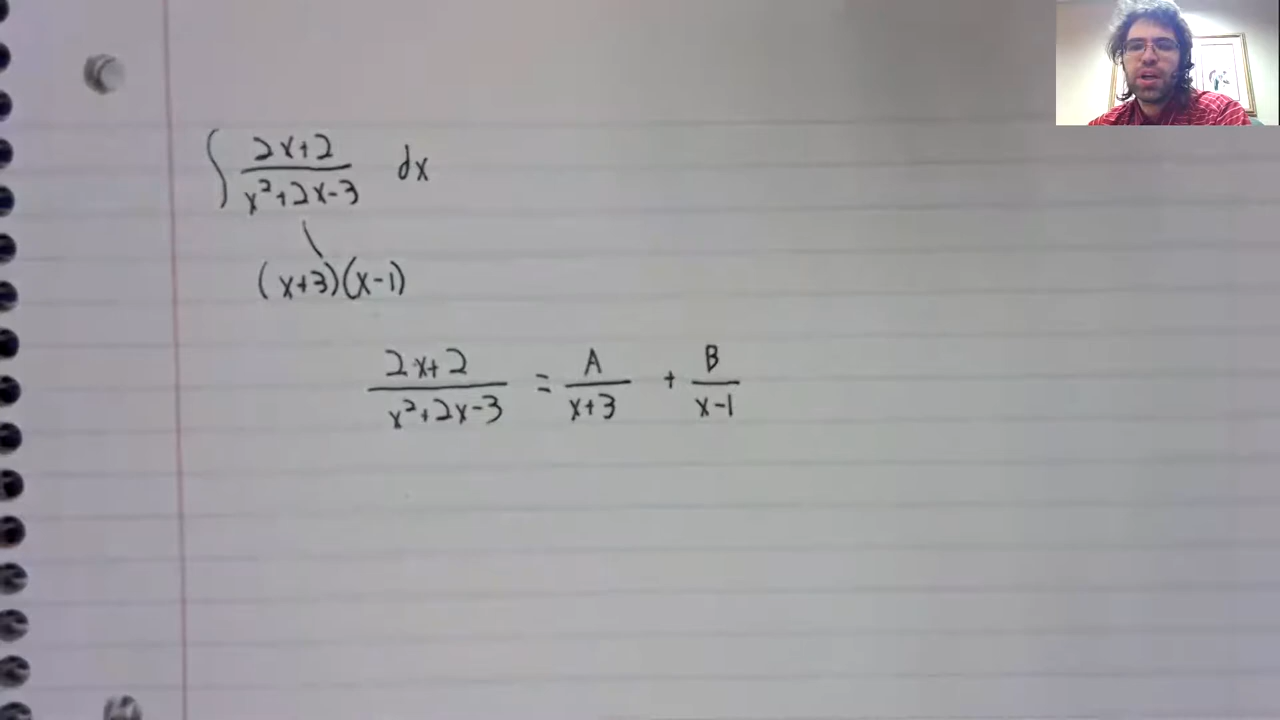 ∫ (2x+2)/(x²+2x-3) dx
(x+3)(x-1)
(2x+2)/(x²+2x-3) = A/(x+3) + B/(x-1)